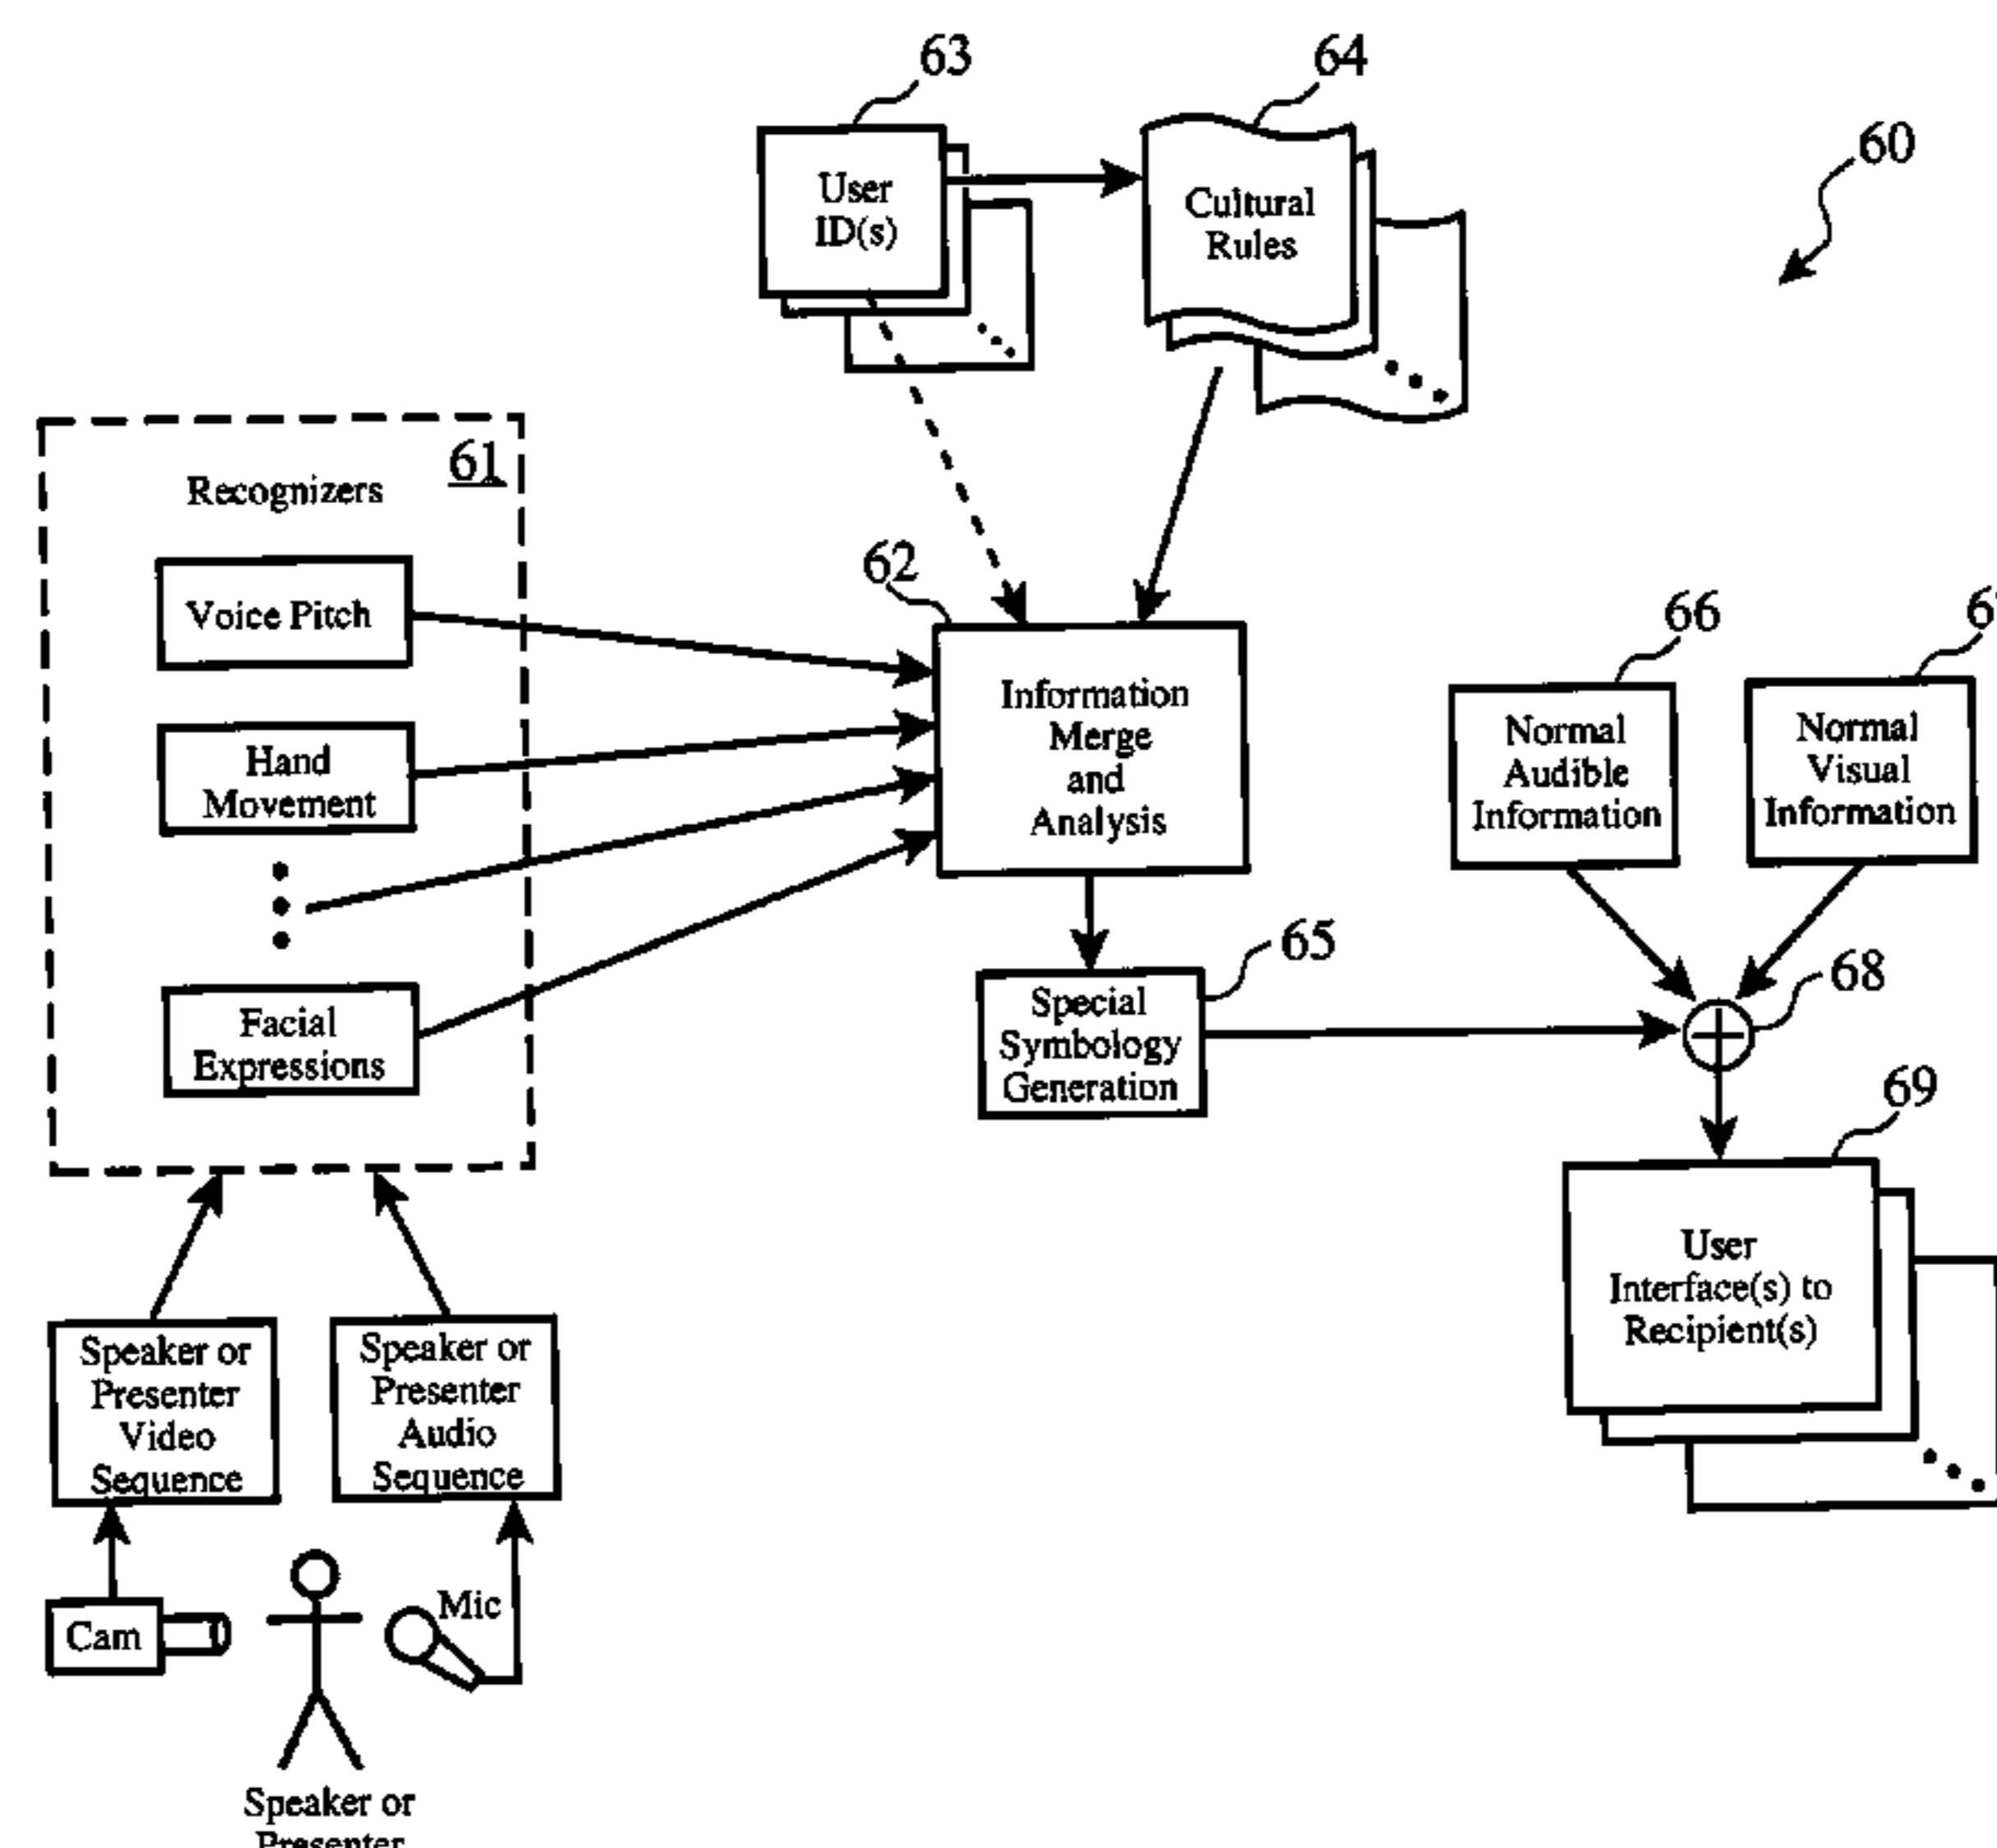 63
64
60
User
ID(s)
Cultural
Rules
61
Recognizers
Voice Pitch
Hand
Movement
Facial
Expressions
62
Information
Merge
and
Analysis
66
Normal
Audible
Information
Normal
Visual
Information
65
Special
Symbology
Generation
68
69
User
Interface(s) to
Recipient(s)
Speaker or
Presenter
Video
Sequence
Speaker or
Presenter
Audio
Sequence
Cam
Mic
Speaker or
Presenter